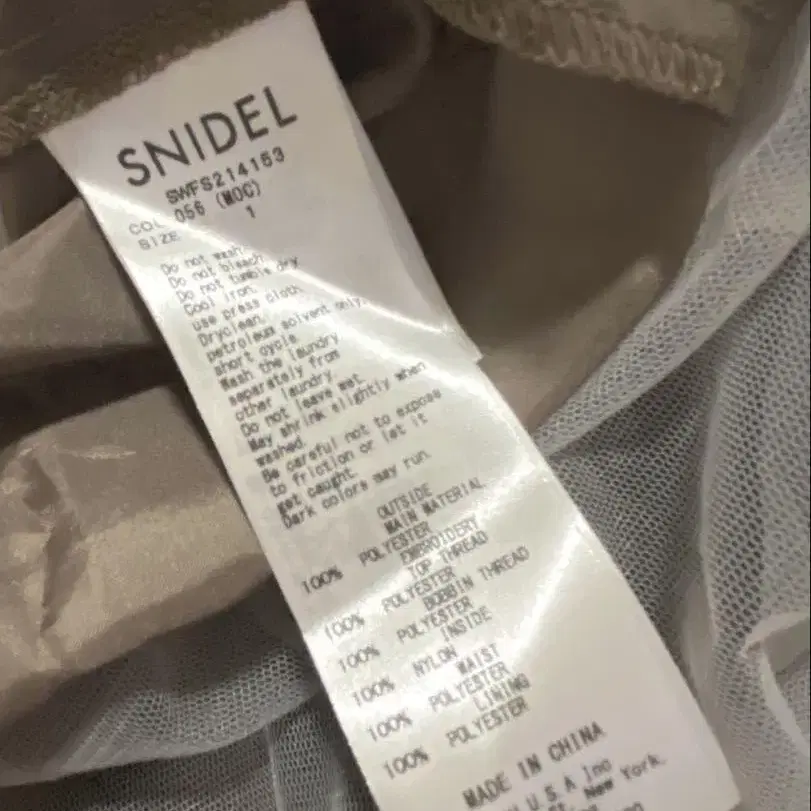 SNIDEL
SWFS214153
COL 056 (MOC)
SIZE 1
Do not wash.
Do not bleach.
Do not tumble dry
Cool iron.
use press cloth
Dryclean.
petroleum solvent only.
short cycle.
Wash the laundry
separately from
other laundry.
Do not leave wet.
May shrink slightly when
washed.
Be careful not to expose
to friction or let it
get caught.
Dark colors may run
OUTSIDE
MAIN MATERIAL
100% POLYESTER
EMBROIDERY
TOP THREAD
100% POLYESTER
BOBBIN THREAD
100% POLYESTER
INSIDE
100% NYLON
WAIST
100% POLYESTER
LINING
100% POLYESTER
MADE IN CHINA
U.S.A Inc
New York.